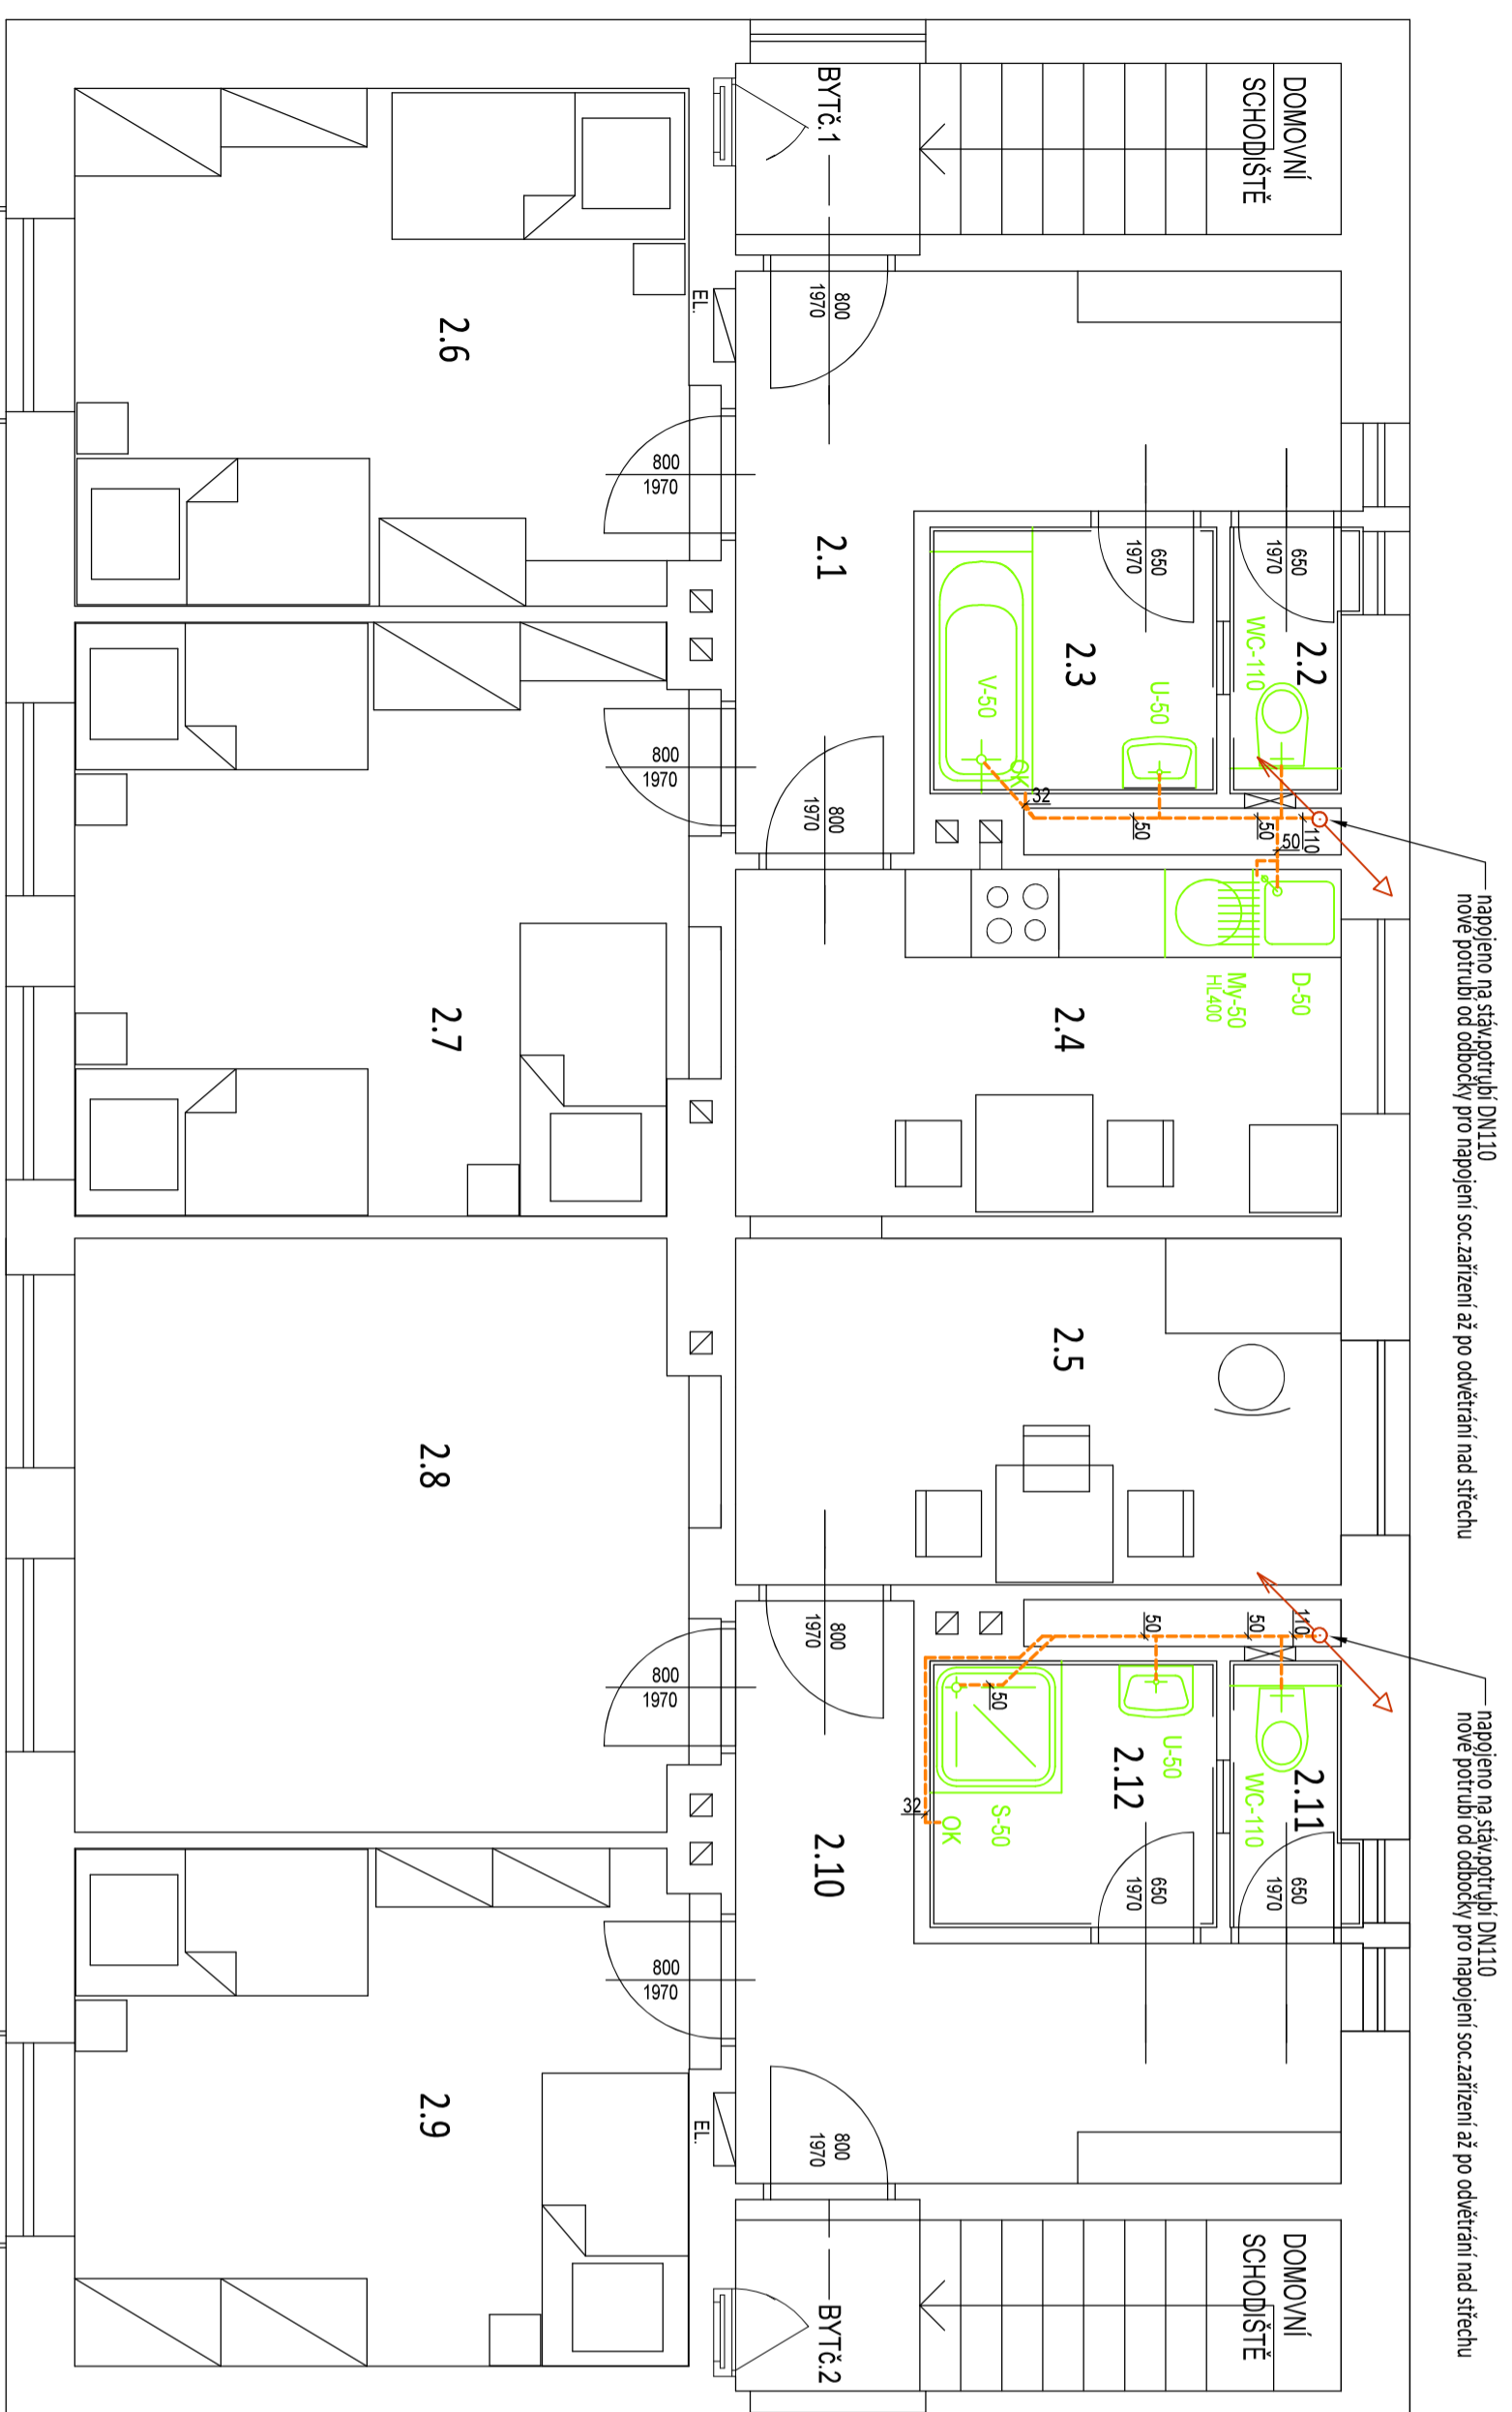 napojeno na stáv.potrubí DN110
nové potrubí od odbočky pro napojení soc.zařízení až po odvětrání nad střechu
napojeno na stáv.potrubí DN110
nové potrubí od odbočky pro napojení soc.zařízení až po odvětrání nad střechu
DOMOVNÍ
SCHODIŠTĚ
BYTč.1
800
1970
EL.
2.6
800
1970
2.1
650
1970
650
1970
2.2
WC-110
2.3
U-50
V-50
OK
32
50
50
110
50
800
1970
800
1970
2.7
2.4
D-50
My-50
HL400
2.5
2.8
110
50
50
50
800
1970
800
1970
2.11
WC-110
2.12
U-50
S-50
OK
32
2.10
650
1970
650
1970
800
1970
2.9
EL.
800
1970
DOMOVNÍ
SCHODIŠTĚ
BYTč.2